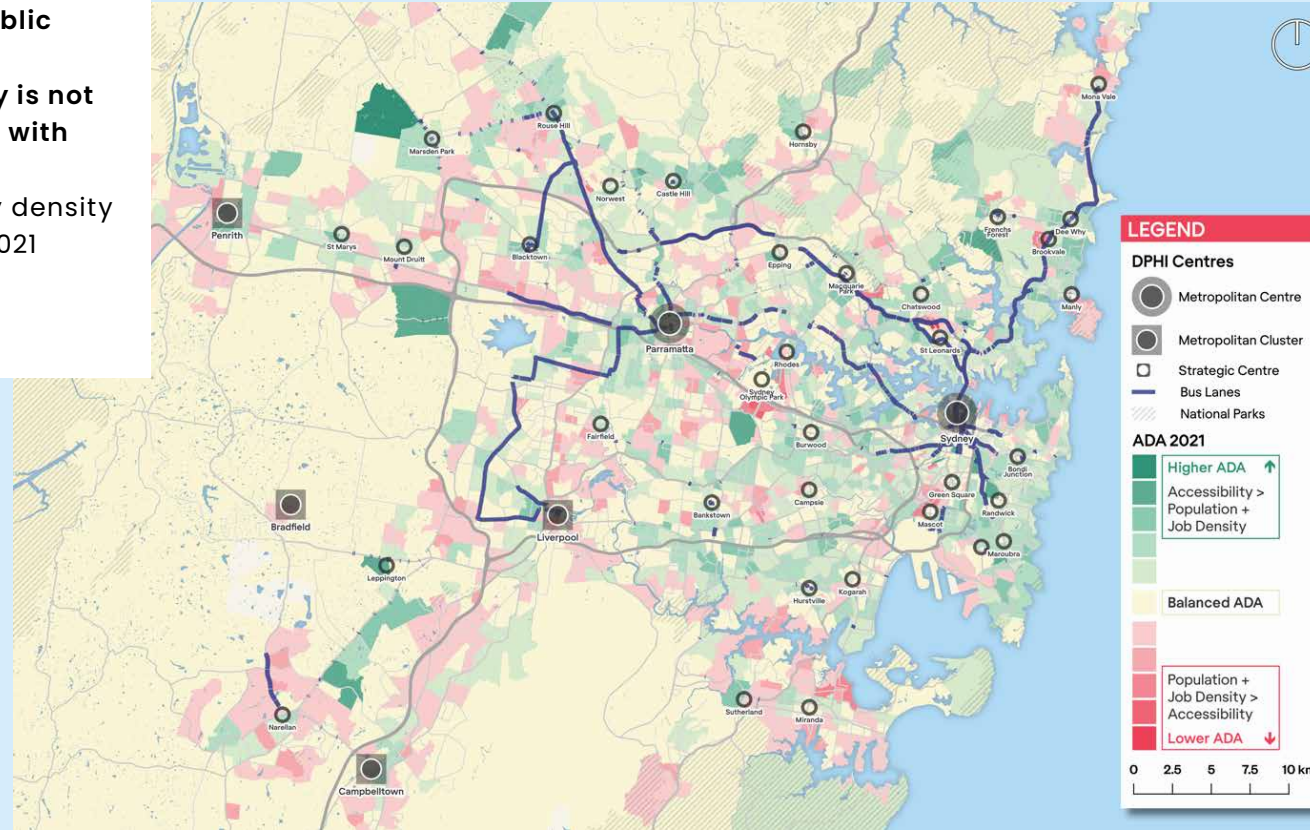 blic
y is not
with
density
021
Mona Vale
Rouse Hill
Marsden Park
Hornsby
Norwest
Castle Hill
Penrith
St Marys
Mount Druitt
Blacktown
Frenchs
Forest
Dee Why
Brookvale
Epping
Macquarie
Park
Chatswood
Manly
St Leonards
Parramatta
Rhodes
Sydney
Olympic Park
Sydney
Fairfield
Burwood
Bondi
Junction
Bradfield
Liverpool
Bankstown
Campsie
Green Square
Randwick
Mascot
Maroubra
Leppington
Hurstville
Kogarah
Narellan
Sutherland
Miranda
Campbelltown
LEGEND
DPHI Centres
Metropolitan Centre
Metropolitan Cluster
Strategic Centre
Bus Lanes
National Parks
ADA 2021
Higher ADA ↑
Accessibility >
Population +
Job Density
Balanced ADA
Population +
Job Density >
Accessibility
Lower ADA ↓
0 2.5 5 7.5 10 km